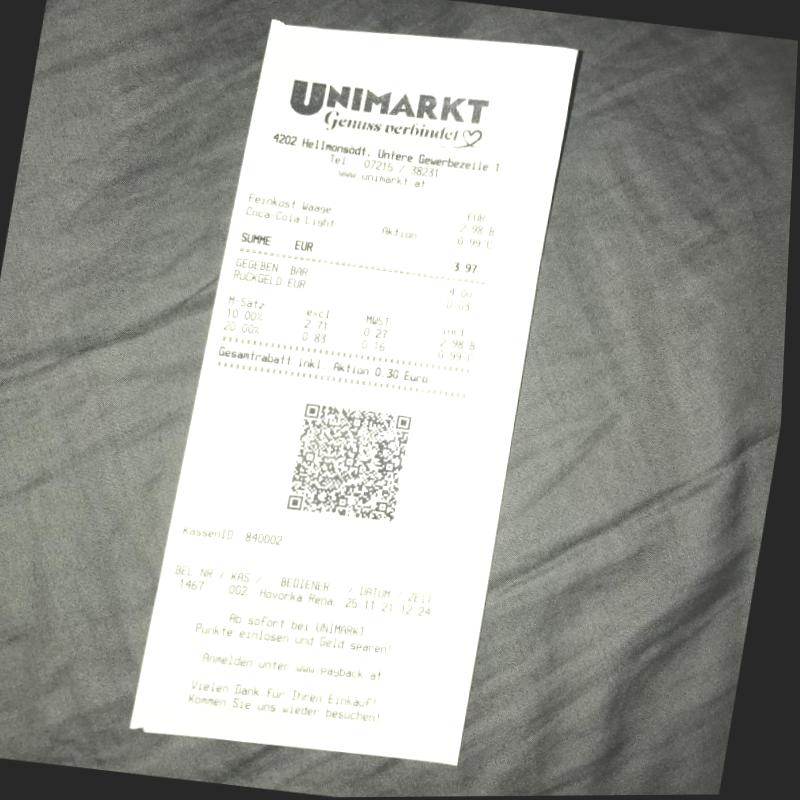 UNIMARKT
Genuss verbindet
4202 Hellmonsödt, Untere Gewerbezeile 1
Tel 07215 / 38231
www unimarkt at
EUR
Feinkost Waage 2 98 B
Coca Cola Light Aktion 0 99 C
SUMME EUR 3 97
GEGEBEN BAR 4 00
RÜCKGELD EUR 0 03
M-Satz excl MWST incl
10 00% 2 71 0 27 2 98 B
20 00% 0 83 0 16 0 99 C
Gesamtrabatt inkl. Aktion 0 30 Euro
KassenID 840002
BEL NR / KAS / BEDIENER / DATUM / ZEIT
1467 002 Hovorka Rena 25 11 21 12 24
Ab sofort bei UNIMARKT
Punkte einlösen und Geld sparen!
Anmelden unter www payback at
Vielen Dank für Ihren Einkauf!
Kommen Sie uns wieder besuchen!